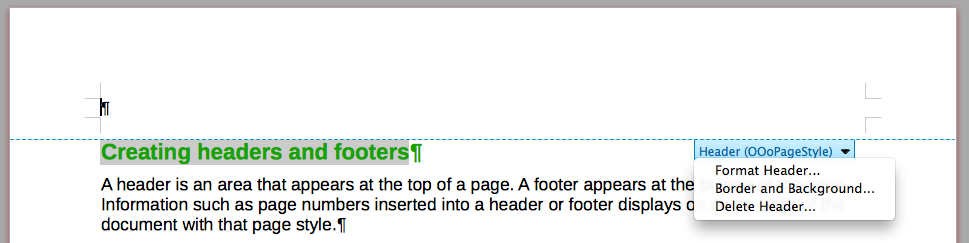 ¶
Creating headers and footers¶
Header (OOoPageStyle)
Format Header...
Border and Background...
Delete Header...
A header is an area that appears at the top of a page. A footer appears at the
Information such as page numbers inserted into a header or footer displays
document with that page style.¶